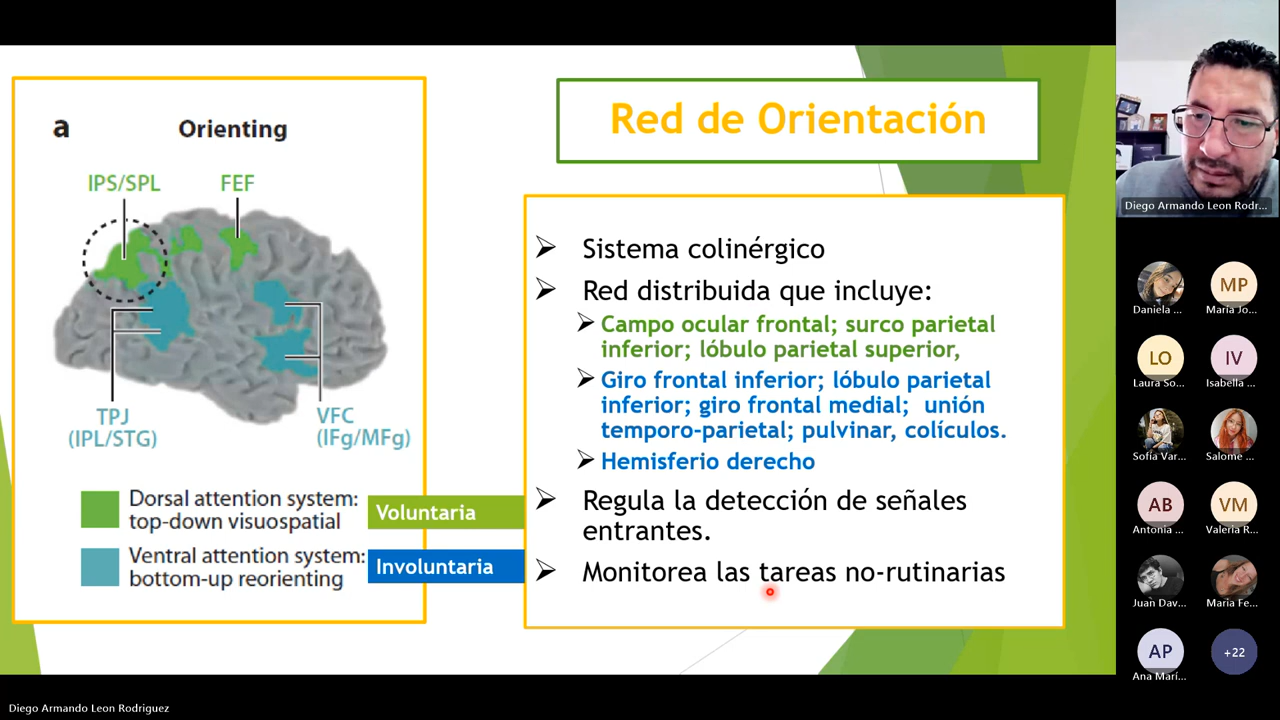 a
Orienting
IPS/SPL
FEF
TPJ
(IPL/STG)
VFC
(IFg/MFg)
Dorsal attention system:
top-down visuospatial
Voluntaria
Ventral attention system:
bottom-up reorienting
Involuntaria
Red de Orientación
Sistema colinérgico
Red distribuida que incluye:
Campo ocular frontal; surco parietal
inferior; lóbulo parietal superior,
Giro frontal inferior; lóbulo parietal
inferior; giro frontal medial; unión
temporo-parietal; pulvinar, colículos.
Hemisferio derecho
Regula la detección de señales
entrantes.
Monitorea las tareas no-rutinarias
Diego Armando Leon Rodr...
Daniela ...
MP
Maria Jo...
LO
Laura So...
IV
Isabella ...
Sofía Var...
Salome ...
AB
Antonia ...
VM
Valeria R...
Juan Dav...
Maria Fe...
AP
Ana Marí...
+22
Diego Armando Leon Rodriguez